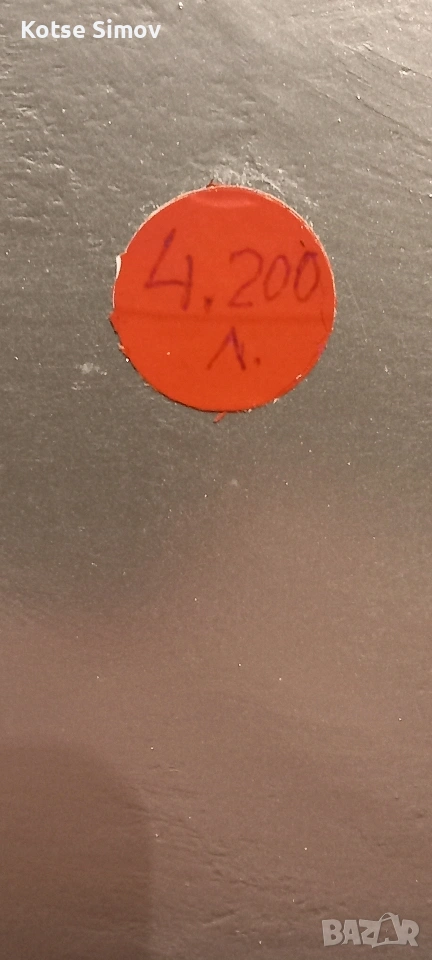 Kotse Simov
4.200
л.
BAZAR